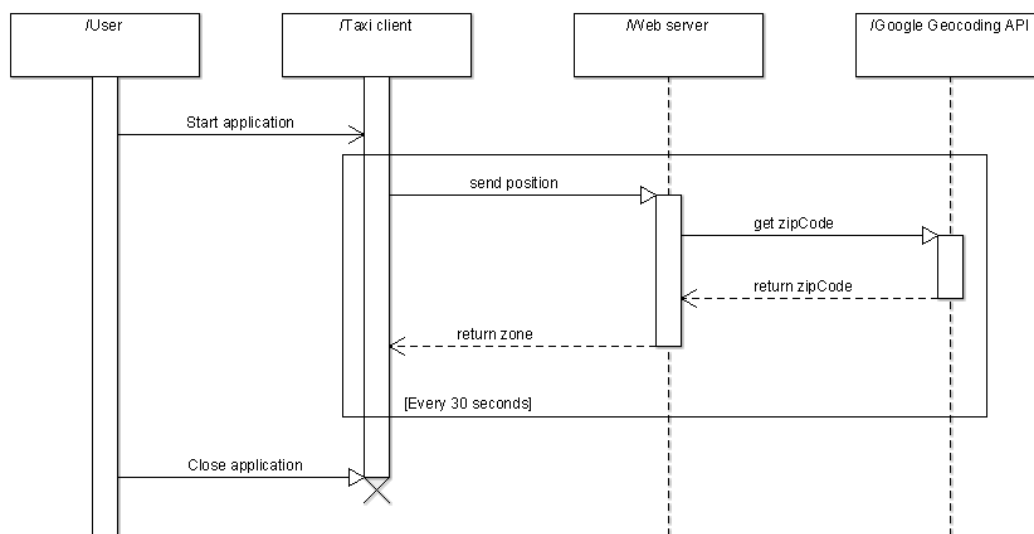 /User
/Taxi client
/Web server
/Google Geocoding API
Start application
send position
get zipCode
return zipCode
return zone
[Every 30 seconds]
Close application